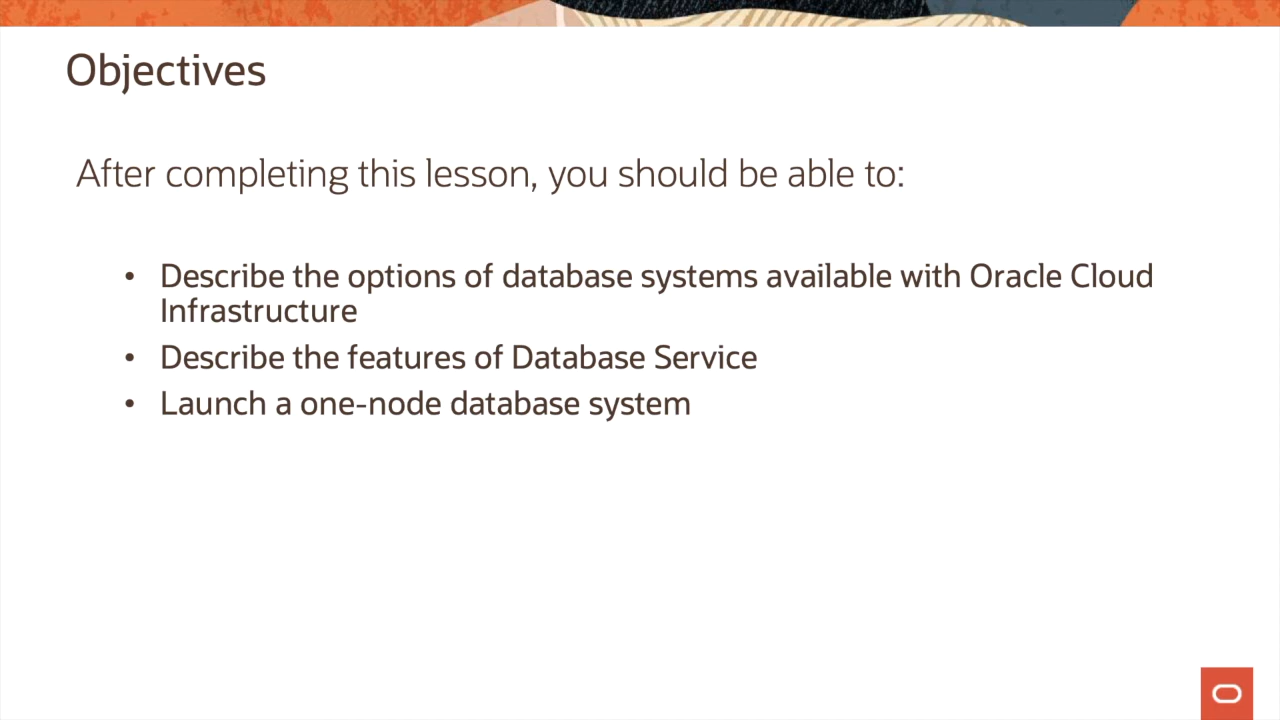 Objectives
After completing this lesson, you should be able to:
• Describe the options of database systems available with Oracle Cloud
Infrastructure
• Describe the features of Database Service
• Launch a one-node database system